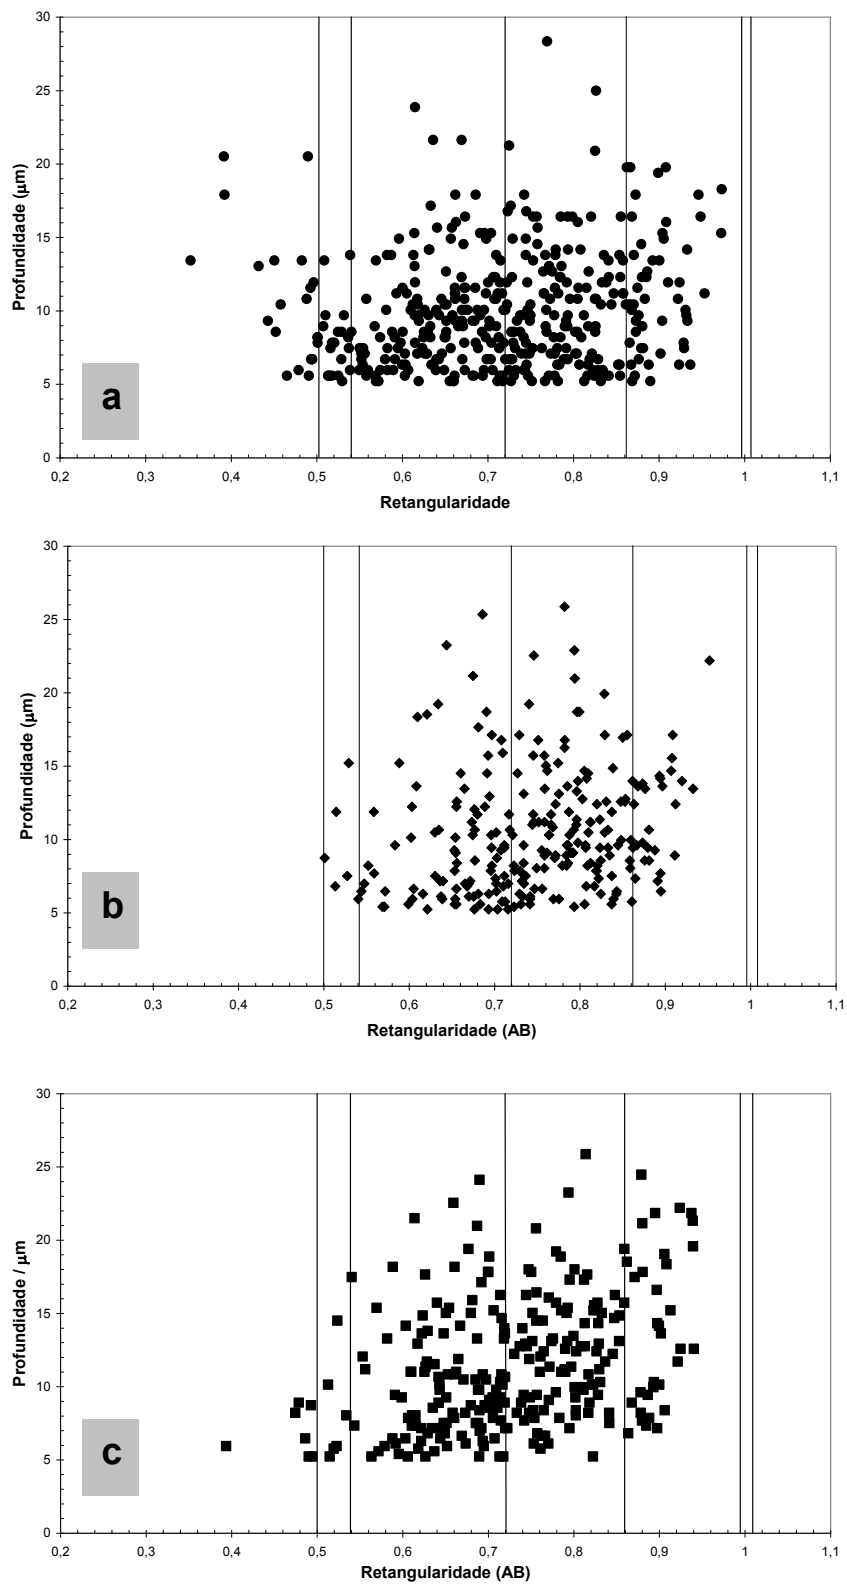 30
25
20
15
10
5
0
Profundidade (μm)
a
0,2 0,3 0,4 0,5 0,6 0,7 0,8 0,9 1 1,1
Retangularidade
30
25
20
15
10
5
0
Profundidade (μm)
b
0,2 0,3 0,4 0,5 0,6 0,7 0,8 0,9 1 1,1
Retangularidade (AB)
30
25
20
15
10
5
0
Profundidade / μm
c
0,2 0,3 0,4 0,5 0,6 0,7 0,8 0,9 1 1,1
Retangularidade (AB)